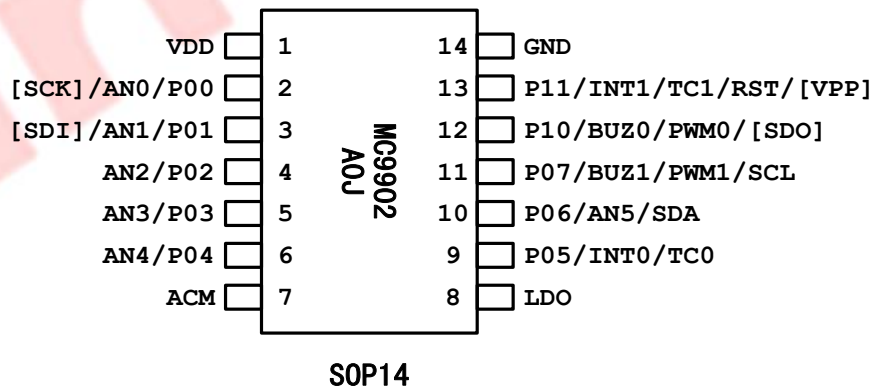 VDD 1 14 GND
[SCK]/AN0/P00 2 13 P11/INT1/TC1/RST/[VPP]
[SDI]/AN1/P01 3 12 P10/BUZ0/PWM0/[SDO]
AN2/P02 4 11 P07/BUZ1/PWM1/SCL
AN3/P03 5 10 P06/AN5/SDA
AN4/P04 6 9 P05/INT0/TC0
ACM 7 8 LDO
MC9902
A0J
SOP14